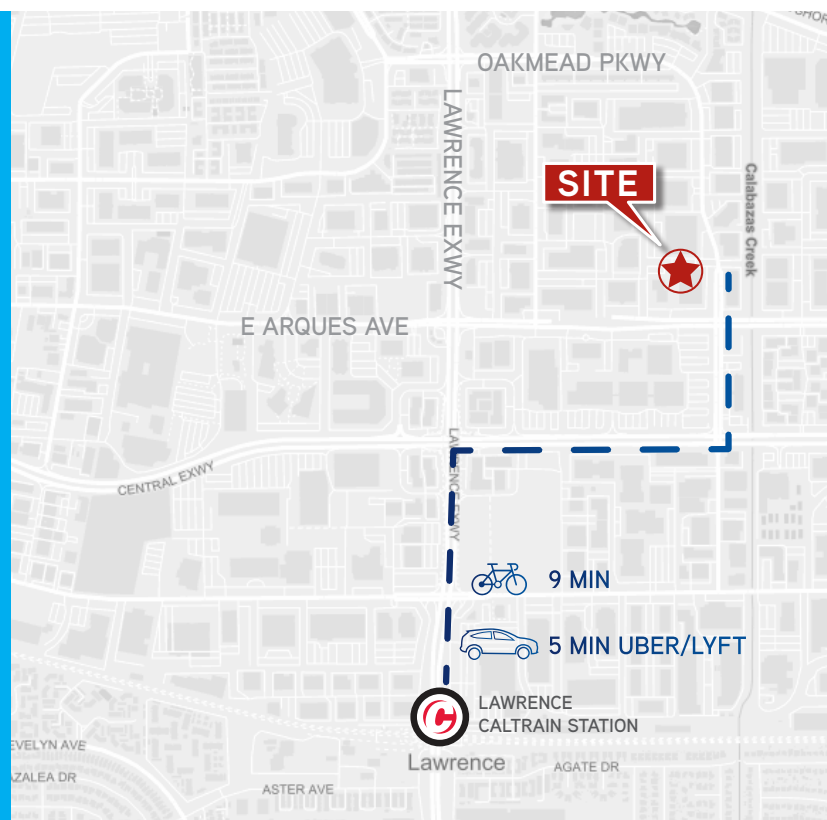 OAKMEAD PKWY
LAWRENCE EXWY
SITE
Calabazas Creek
E ARQUES AVE
LAWRENCE EXWY
CENTRAL EXWY
9 MIN
5 MIN UBER/LYFT
LAWRENCE
CALTRAIN STATION
C
Lawrence
EVELYN AVE
AGATE DR
AZALEA DR
ASTER AVE